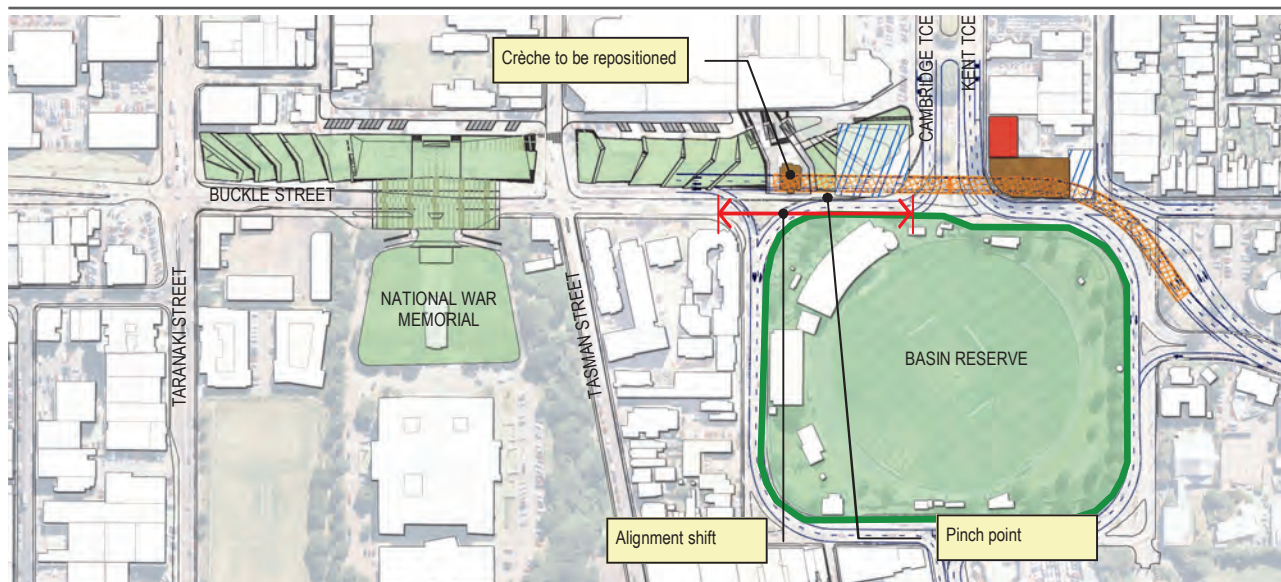 Crèche to be repositioned
CAMBRIDGE TCE
KENT TCE
BUCKLE STREET
NATIONAL WAR
MEMORIAL
TARANAKI STREET
TASMAN STREET
BASIN RESERVE
Alignment shift
Pinch point